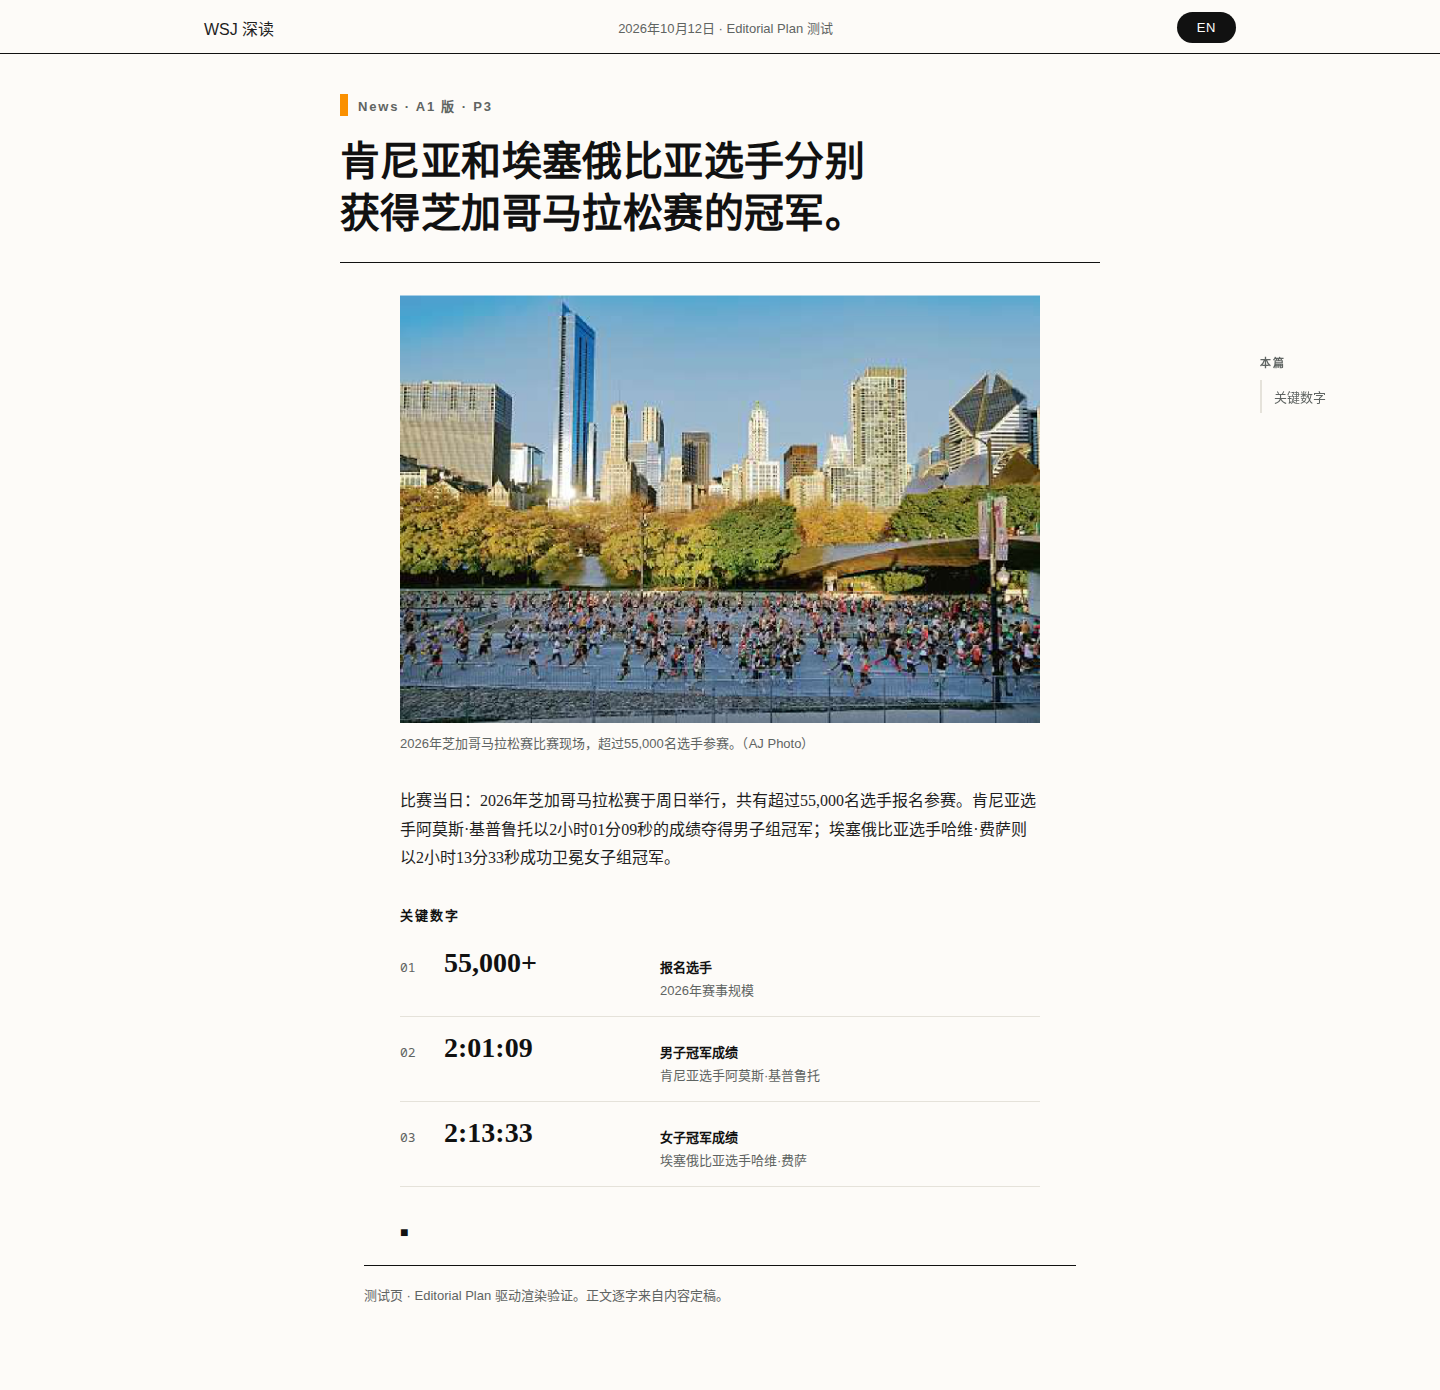 WSJ 深读
2026年10月12日 · Editorial Plan 测试
EN
News · A1 版 · P3
肯尼亚和埃塞俄比亚选手分别
获得芝加哥马拉松赛的冠军。
本篇
关键数字
2026年芝加哥马拉松赛比赛现场，超过55,000名选手参赛。（AJ Photo）
比赛当日：2026年芝加哥马拉松赛于周日举行，共有超过55,000名选手报名参赛。肯尼亚选
手阿莫斯·基普鲁托以2小时01分09秒的成绩夺得男子组冠军；埃塞俄比亚选手哈维·费萨则
以2小时13分33秒成功卫冕女子组冠军。
关键数字
01 55,000+ 报名选手
2026年赛事规模
02 2:01:09 男子冠军成绩
肯尼亚选手阿莫斯·基普鲁托
03 2:13:33 女子冠军成绩
埃塞俄比亚选手哈维·费萨
■
测试页 · Editorial Plan 驱动渲染验证。正文逐字来自内容定稿。